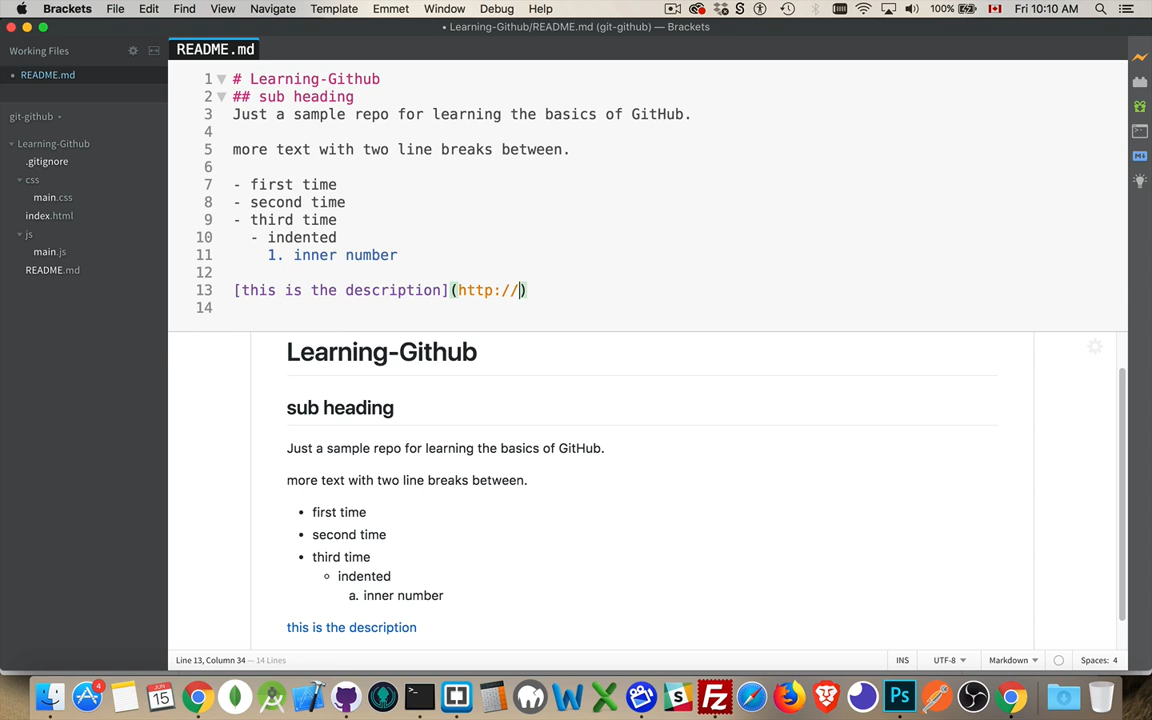 Brackets File Edit Find View Navigate Template Emmet Window Debug Help 100% Fri 10:10 AM
• Learning-Github/README.md (git-github) — Brackets
Working Files
• README.md
git-github
Learning-Github
.gitignore
css
main.css
index.html
js
main.js
README.md
README.md
1 # Learning-Github
2 ## sub heading
3 Just a sample repo for learning the basics of GitHub.
4
5 more text with two line breaks between.
6
7 - first time
8 - second time
9 - third time
10 - indented
11 1. inner number
12
13 [this is the description](http://)
14
Learning-Github
sub heading
Just a sample repo for learning the basics of GitHub.
more text with two line breaks between.
• first time
• second time
• third time
◦ indented
a. inner number
this is the description
Line 13, Column 34 — 14 Lines INS UTF-8 Markdown Spaces: 4
4
JUN
15
Ps